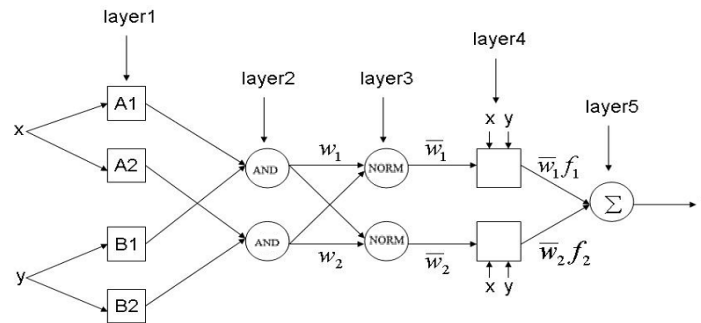 layer1
layer2
layer3
layer4
layer5
x
y
A1
A2
B1
B2
AND
AND
w₁
w₂
NORM
NORM
w̅₁
w̅₂
x y
x y
w̅₁f₁
w̅₂f₂
Σ